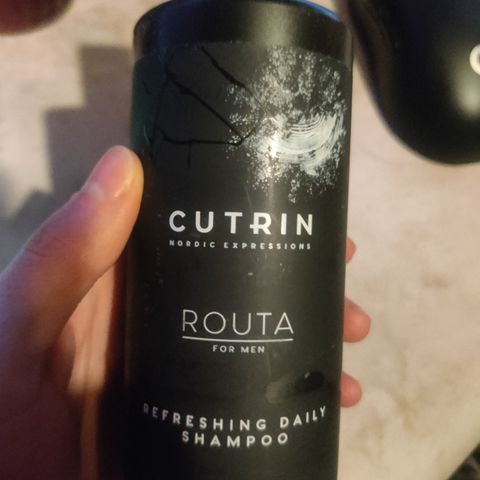 CUTRIN
NORDIC EXPRESSIONS
ROUTA
FOR MEN
REFRESHING DAILY
SHAMPOO